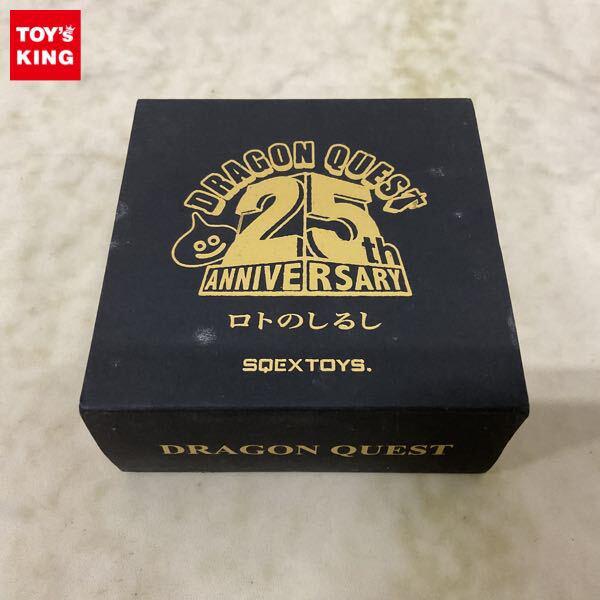 TOY's
KING
DRAGON QUEST
25th
ANNIVERSARY
ロトのしるし
SQEXTOYS.
DRAGON QUEST